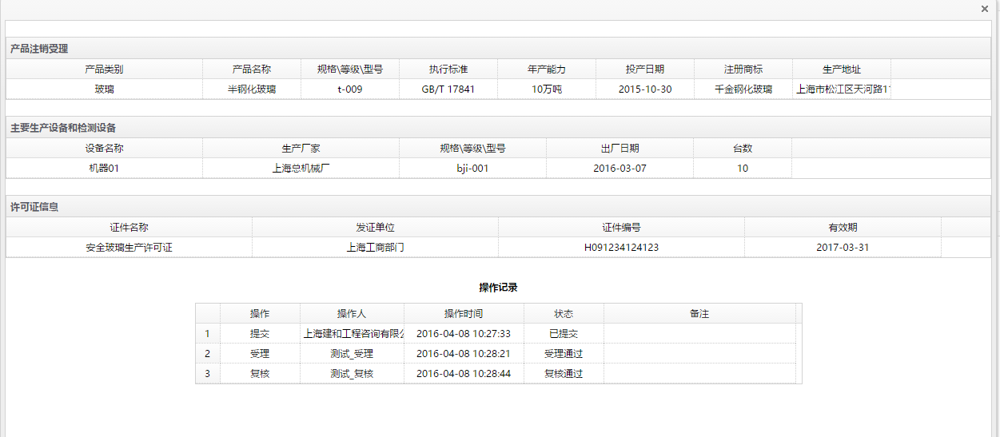 产品注销受理
产品类别 产品名称 规格\等级\型号 执行标准 年产能力 投产日期 注册商标 生产地址
玻璃 半钢化玻璃 t-009 GB/T 17841 10万吨 2015-10-30 千金钢化玻璃 上海市松江区天河路11
主要生产设备和检测设备
设备名称 生产厂家 规格\等级\型号 出厂日期 台数
机器01 上海总机械厂 bji-001 2016-03-07 10
许可证信息
证件名称 发证单位 证件编号 有效期
安全玻璃生产许可证 上海工商部门 H091234124123 2017-03-31
操作记录
操作 操作人 操作时间 状态 备注
1 提交 上海建和工程咨询有限公 2016-04-08 10:27:33 已提交
2 受理 测试_受理 2016-04-08 10:28:21 受理通过
3 复核 测试_复核 2016-04-08 10:28:44 复核通过